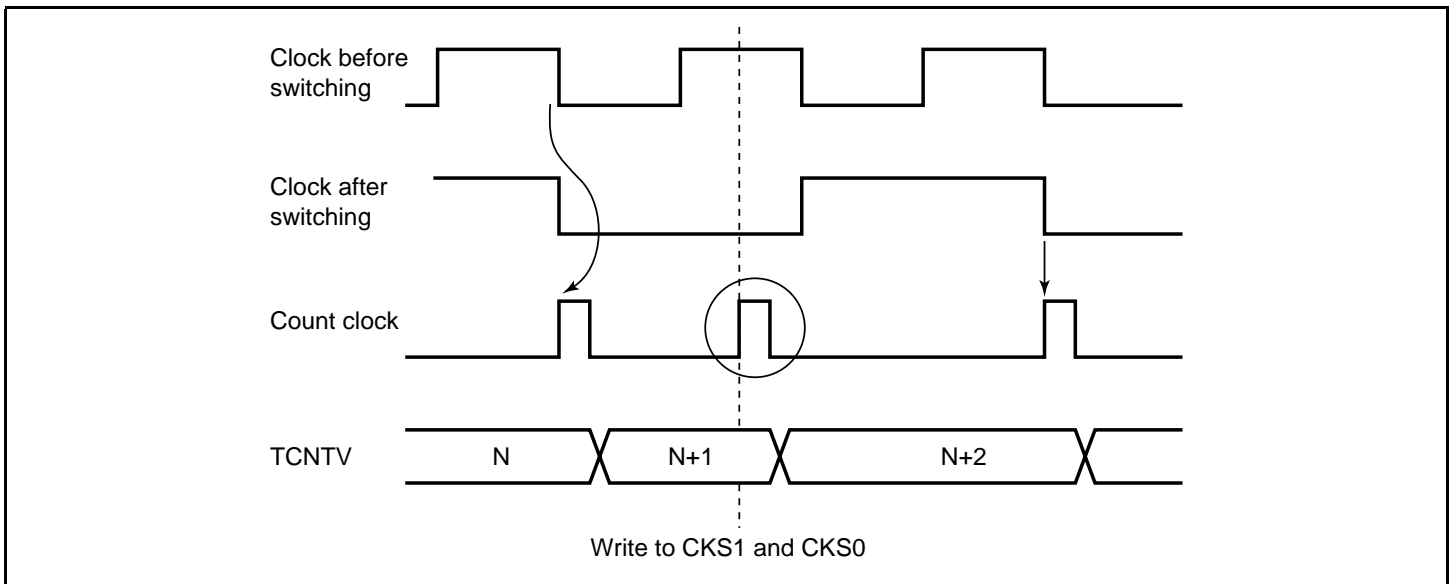 Clock before
switching
Clock after
switching
Count clock
TCNTV
N
N+1
N+2
Write to CKS1 and CKS0